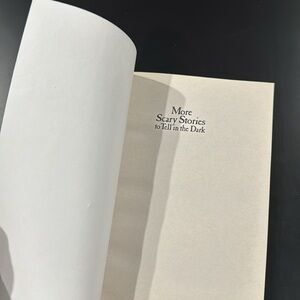 More
Scary Stories
to Tell in the Dark